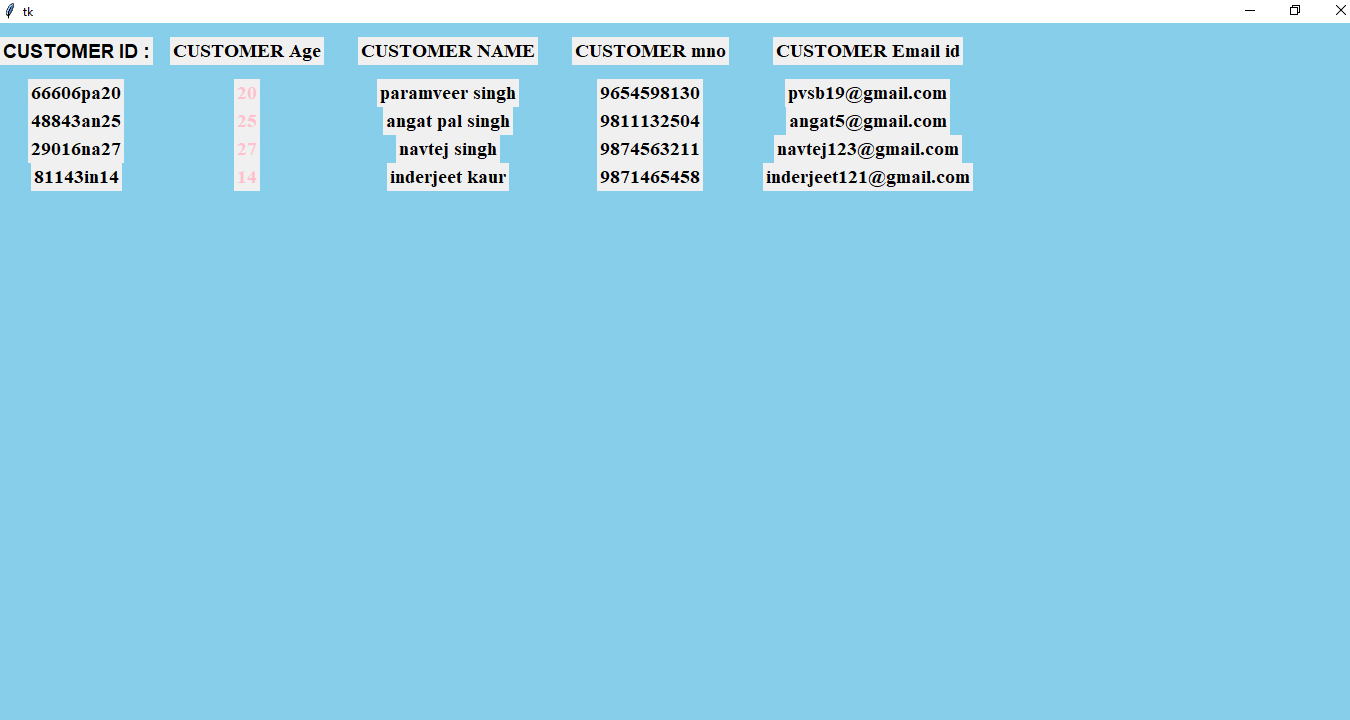 tk
CUSTOMER ID : CUSTOMER Age CUSTOMER NAME CUSTOMER mno CUSTOMER Email id
66606pa20 20 paramveer singh 9654598130 pvsb19@gmail.com
48843an25 25 angat pal singh 9811132504 angat5@gmail.com
29016na27 27 navtej singh 9874563211 navtej123@gmail.com
81143in14 14 inderjeet kaur 9871465458 inderjeet121@gmail.com